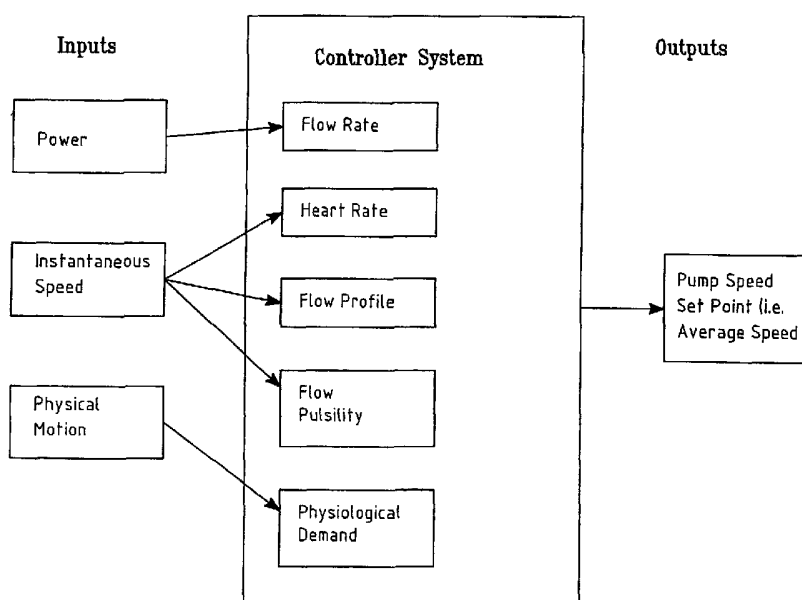 Inputs
Controller System
Outputs
Power
Flow Rate
Heart Rate
Instantaneous
Speed
Flow Profile
Pump Speed
Set Point (i.e.
Average Speed
Physical
Motion
Flow
Pulsility
Physiological
Demand